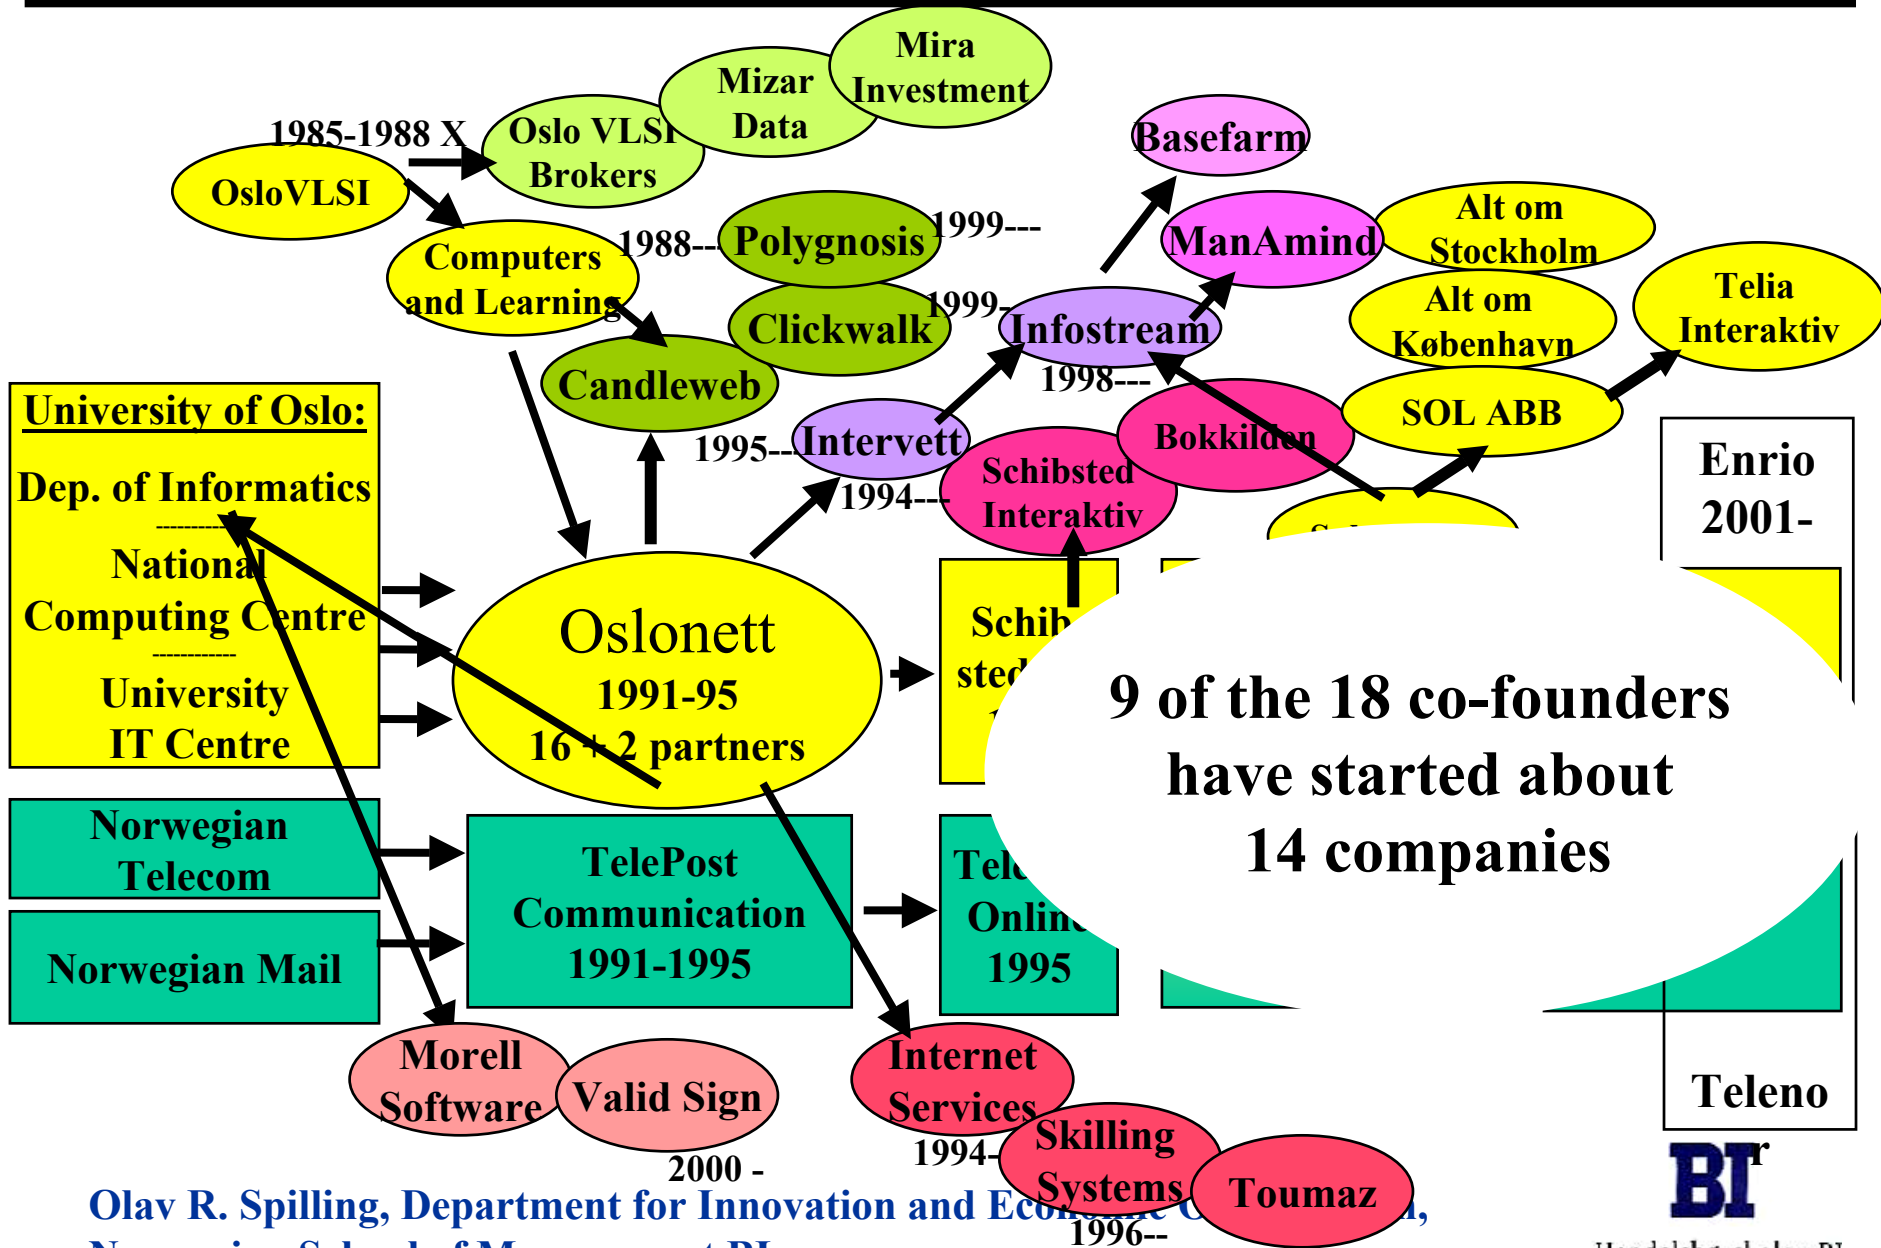 Mira
Investment
Mizar
Data
1985-1988 X
Oslo VLSI
Brokers
Basefarm
OsloVLSI
Computers
and Learning
1988---
Polygnosis
1999---
ManAmind
Alt om
Stockholm
Telia
Interaktiv
Clickwalk
1999-
Infostream
1998---
Alt om
København
Candleweb
SOL ABB
University of Oslo:
Dep. of Informatics
-----------
National
Computing Centre
------------
University
IT Centre
1995---
Intervett
1994---
Schibsted
Interaktiv
Bokkilden
Enrio
2001-
Oslonett
1991-95
16 + 2 partners
Schib
sted
9 of the 18 co-founders
have started about
14 companies
Norwegian
Telecom
Norwegian Mail
TelePost
Communication
1991-1995
Online
1995
Teleno
r
Morell
Software
Valid Sign
2000 -
Internet
Services
1994-
Skilling
Systems
1996--
Toumaz
BI
Olav R. Spilling, Department for Innovation and Economic